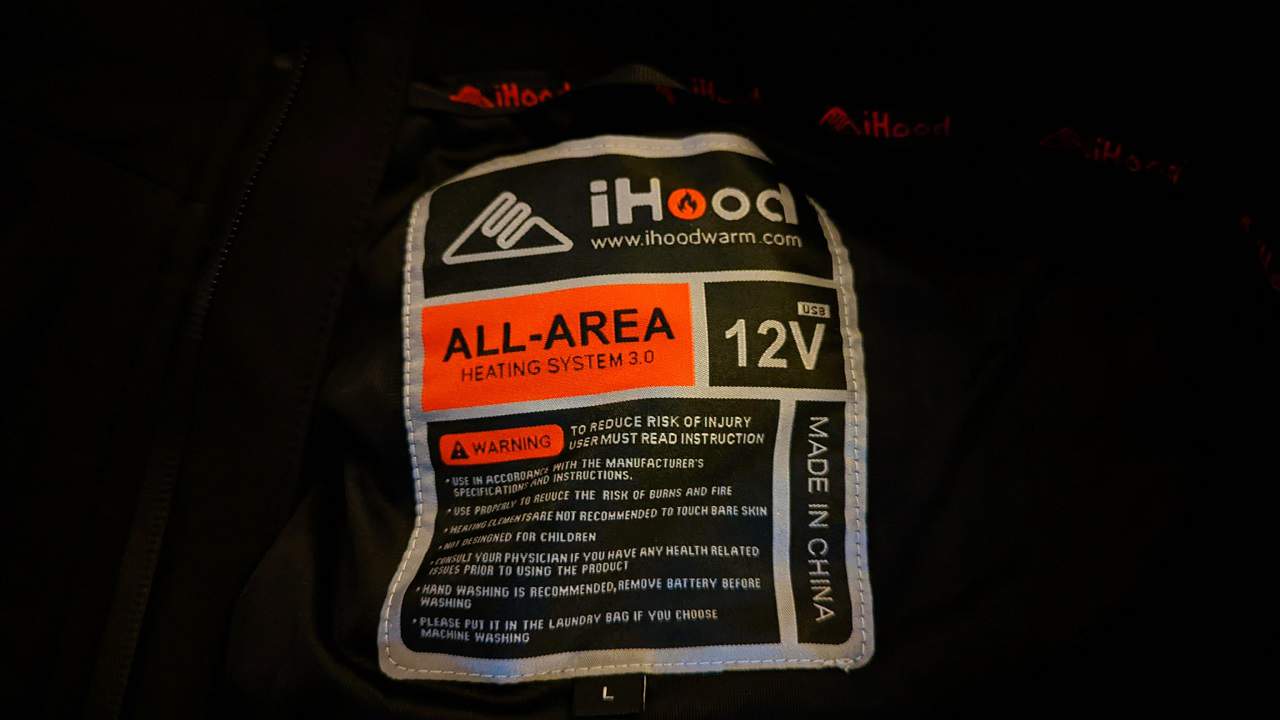 iHood
iHood
iHood
iHood
iHood
www.ihoodwarm.com
ALL-AREA
HEATING SYSTEM 3.0
USB
12V
WARNING
TO REDUCE RISK OF INJURY
USER MUST READ INSTRUCTION
• USE IN ACCORDANCE WITH THE MANUFACTURER'S
SPECIFICATIONS AND INSTRUCTIONS.
• USE PROPERLY TO REUUCE THE RISK OF BURNS AND FIRE
• HEATING ELEMENTSARE NOT RECOMMENDED TO TOUCH BARE SKIN
• NOT DESINGNED FOR CHILDREN
• CONSULT YOUR PHYSICIAN IF YOU HAVE ANY HEALTH RELATED
ISSUES PRIOR TO USING THE PRODUCT
• HAND WASHING IS RECOMMENDED,REMOVE BATTERY BEFORE
WASHING
• PLEASE PUT IT IN THE LAUNDRY BAG IF YOU CHOOSE
MACHINE WASHING
MADE IN CHINA
L